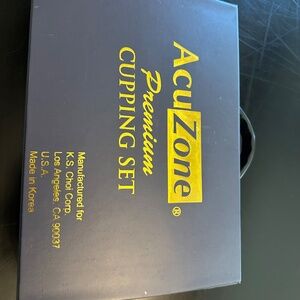 AcuZone®
Premium
CUPPING SET
Manufactured for
K.S. Choi Corp.
Los Angeles, CA 90037
U.S.A.
Made in Korea